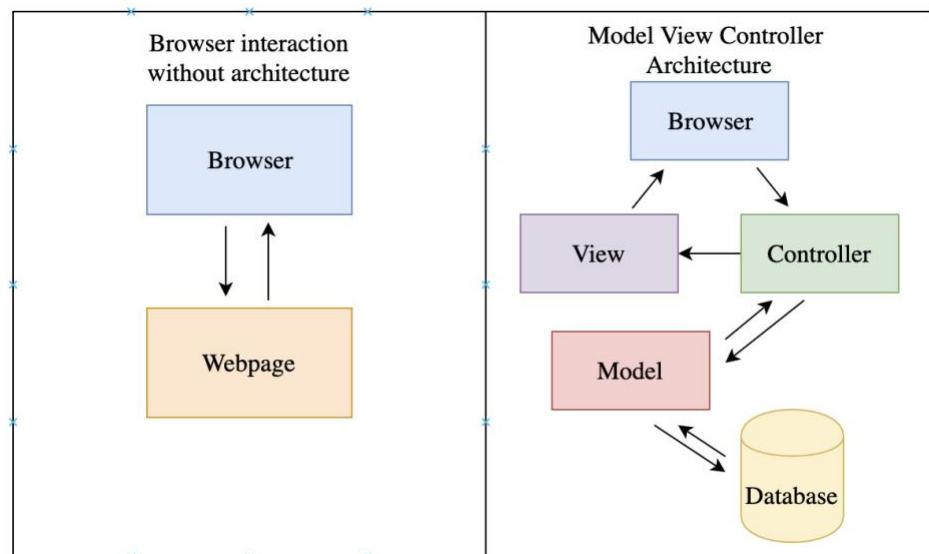 Browser interaction
without architecture
Browser
Webpage
Model View Controller
Architecture
Browser
View
Controller
Model
Database